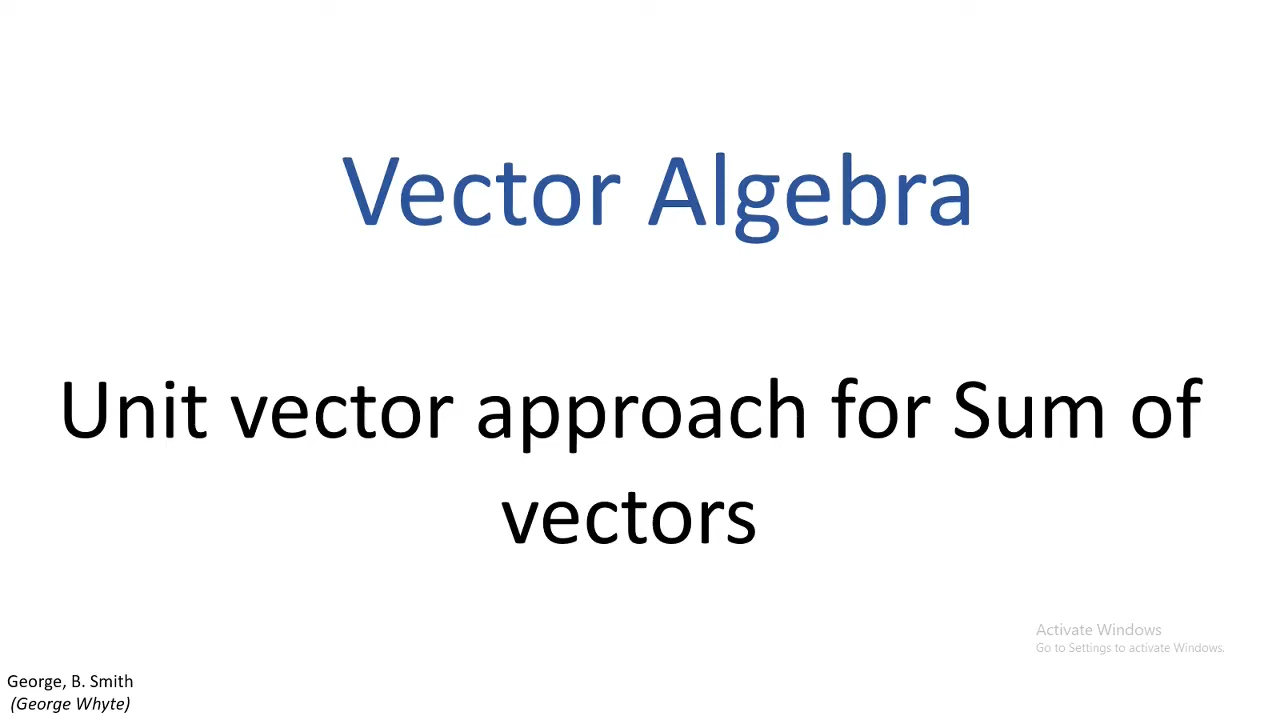 Vector Algebra
Unit vector approach for Sum of
vectors
Activate Windows
Go to Settings to activate Windows.
George, B. Smith
(George Whyte)